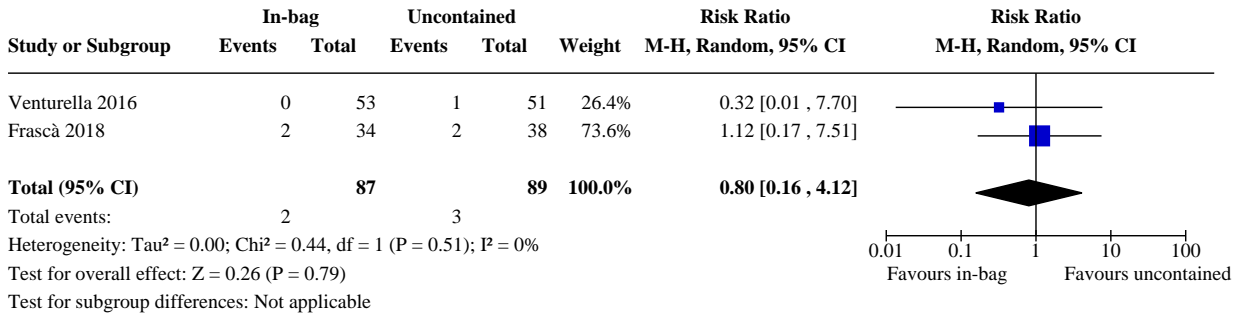 In-bag Uncontained Risk Ratio Risk Ratio
Study or Subgroup Events Total Events Total Weight M-H, Random, 95% CI M-H, Random, 95% CI
Venturella 2016 0 53 1 51 26.4% 0.32 [0.01 , 7.70]
Frascà 2018 2 34 2 38 73.6% 1.12 [0.17 , 7.51]
Total (95% CI) 87 89 100.0% 0.80 [0.16 , 4.12]
Total events: 2 3
Heterogeneity: Tau² = 0.00; Chi² = 0.44, df = 1 (P = 0.51); I² = 0%
0.01 0.1 1 10 100
Test for overall effect: Z = 0.26 (P = 0.79)
Favours in-bag Favours uncontained
Test for subgroup differences: Not applicable